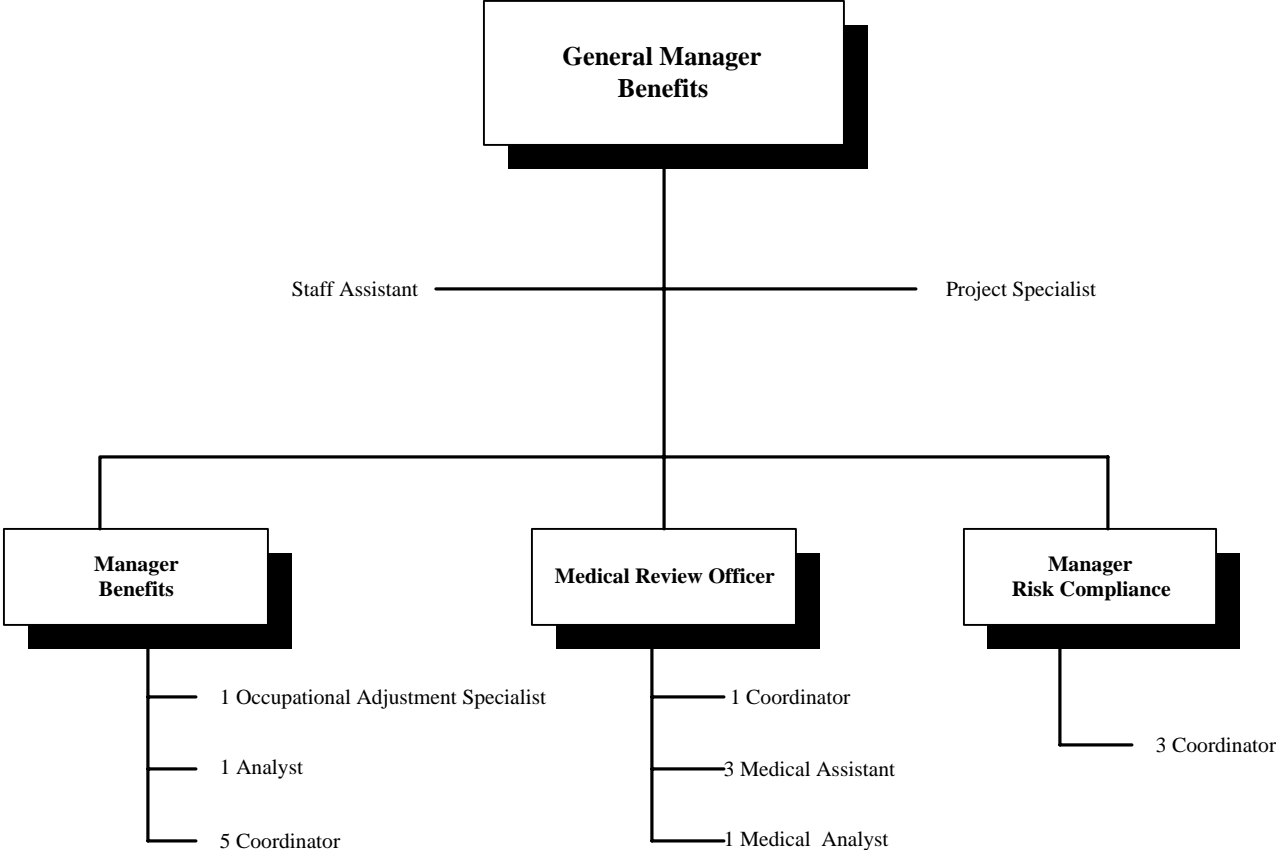 General Manager
Benefits
Staff Assistant
Project Specialist
Manager
Benefits
Medical Review Officer
Manager
Risk Compliance
1 Occupational Adjustment Specialist
1 Analyst
5 Coordinator
1 Coordinator
3 Medical Assistant
1 Medical Analyst
3 Coordinator